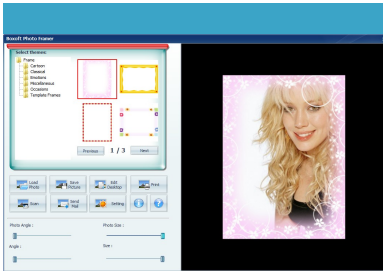 Boxoft Photo Framer
Select themes
Frame
Cartoon
Classical
Emotions
Miscellaneous
Occasions
Template Frames
Previous 1 / 3 Next
Load Photo
Save Picture
Edit Desktop
Print
Scan
Send Mail
Setting
Photo Angle :
Photo Size :
Angle :
Size :